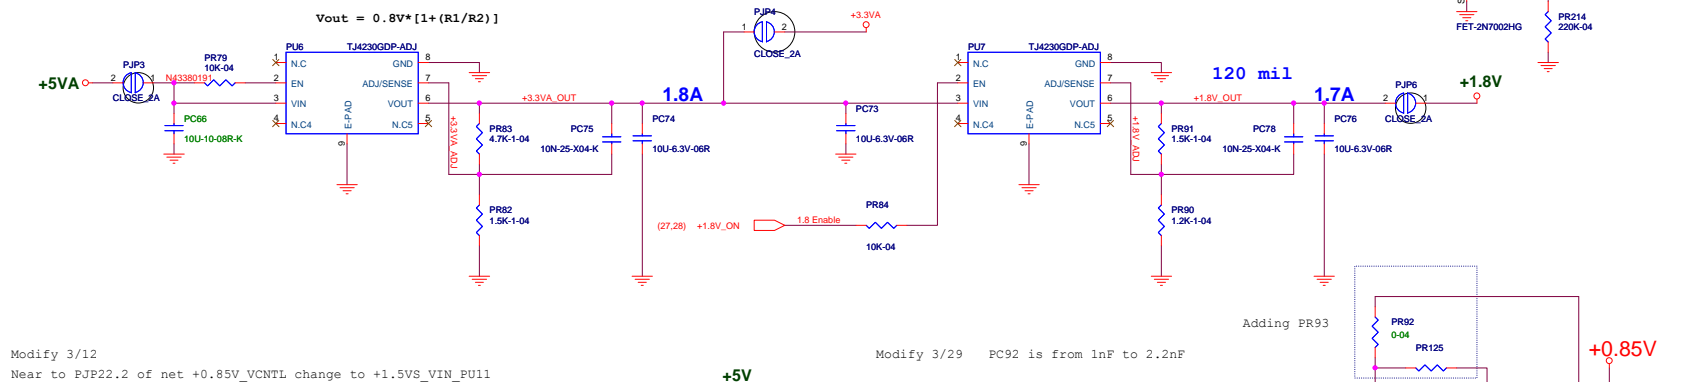 Vout = 0.8V*[1+(R1/R2)]
PJP4
1
2
+3.3VA
CLOSE_2A
FET-2N7002HG
PR214
220K-04
PU6
TJ4230GDP-ADJ
1
N.C
2
EN
3
VIN
4
N.C4
GND
8
ADJ/SENSE
7
VOUT
6
N.C5
5
E-PAD
9
+5VA
PJP3
2
1
CLOSE_2A
N43380191
PR79
10K-04
PC66
10U-10-08R-K
+3.3VA_OUT
+3.3VA_ADJ
PR83
4.7K-1-04
PC75
10N-25-X04-K
PC74
10U-6.3V-06R
1.8A
PR82
1.5K-1-04
PC73
10U-6.3V-06R
PU7
TJ4230GDP-ADJ
1
N.C
2
EN
3
VIN
4
N.C4
GND
8
ADJ/SENSE
7
VOUT
6
N.C5
5
E-PAD
9
120 mil
+1.8V_OUT
+1.8V_ADJ
1.7A
PJP6
2
1
CLOSE_2A
+1.8V
PR91
1.5K-1-04
PC78
10N-25-X04-K
PC76
10U-6.3V-06R
PR90
1.2K-1-04
(27,28)
+1.8V_ON
1.8 Enable
PR84
10K-04
Adding PR93
PR92
0-04
PR125
+0.85V
Modify 3/12
Near to PJP22.2 of net +0.85V_VCNTL change to +1.5VS_VIN_PU11
Modify 3/29 PC92 is from 1nF to 2.2nF
+5V